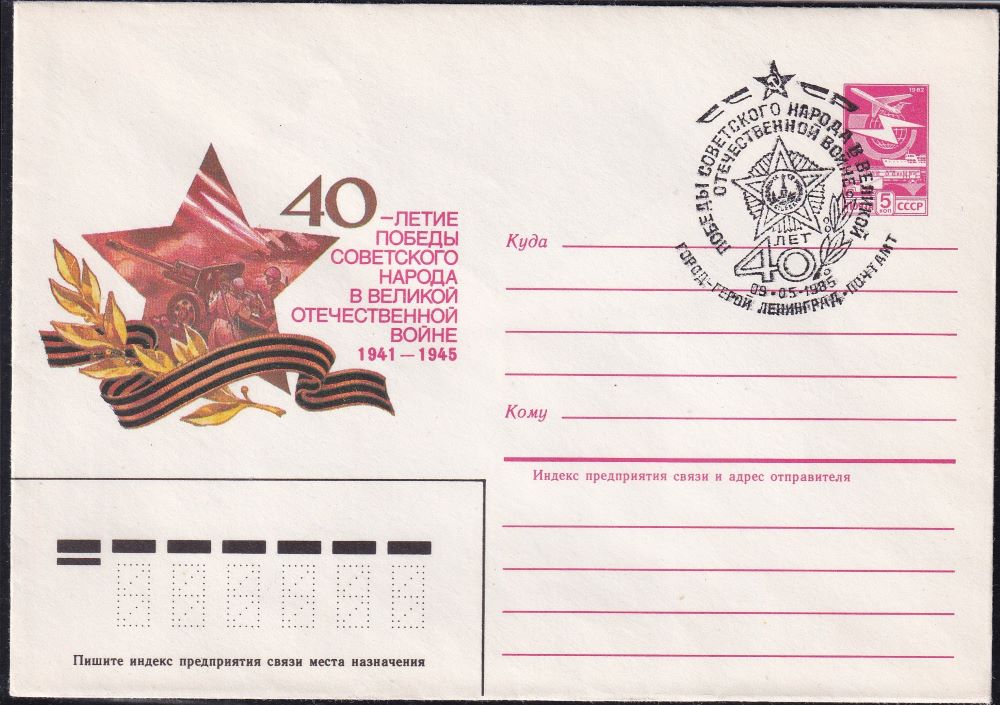 40
–ЛЕТИЕ
ПОБЕДЫ
СОВЕТСКОГО
НАРОДА
В ВЕЛИКОЙ
ОТЕЧЕСТВЕННОЙ
ВОЙНЕ
1941 — 1945
ПОБЕДЫ СОВЕТСКОГО НАРОДА В ВЕЛИКОЙ
ОТЕЧЕСТВЕННОЙ ВОЙНЕ
ЛЕТ
40
09•05•1985
ГОРОД-ГЕРОЙ ЛЕНИНГРАД•ПОЧТАМТ
1982
5
КОП
СССР
Куда
Кому
Индекс предприятия связи и адрес отправителя
Пишите индекс предприятия связи места назначения